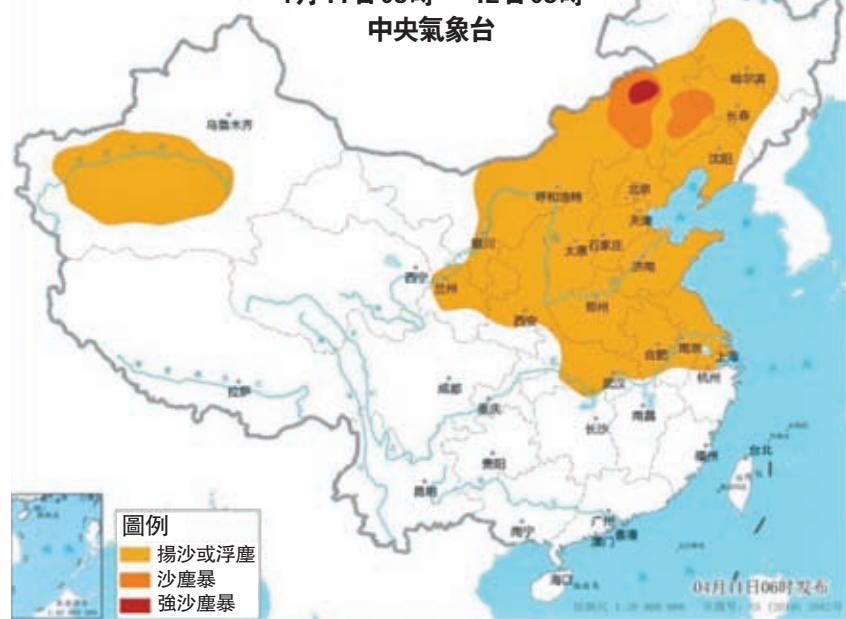 中央氣象台
哈尔滨
乌鲁木齐
长春
沈阳
呼和浩特
北京
天津
银川
石家庄
太原
济南
西宁
兰州
郑州
西安
合肥
南京
上海
武汉
杭州
拉萨
成都
重庆
南昌
长沙
贵阳
福州
台北
昆明
广州
南宁
澳门
香港
海口
圖例
揚沙或浮塵
沙塵暴
強沙塵暴
04月11日06时发布